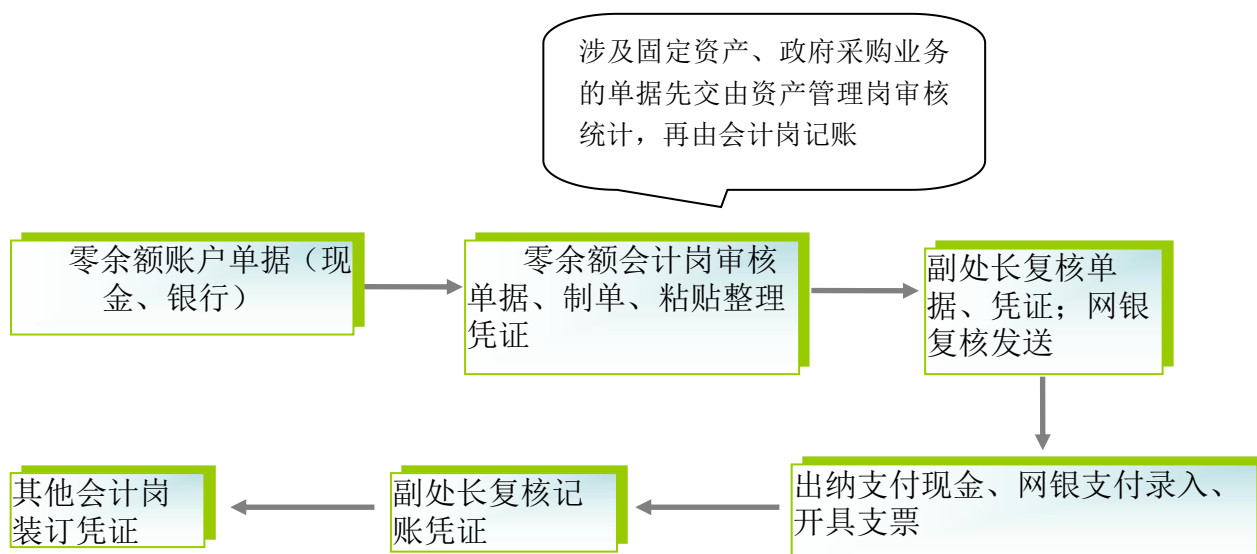 涉及固定资产、政府采购业务
的单据先交由资产管理岗审核
统计，再由会计岗记账
零余额账户单据（现
金、银行）
零余额会计岗审核
单据、制单、粘贴整理
凭证
副处长复核单
据、凭证；网银
复核发送
出纳支付现金、网银支付录入、
开具支票
副处长复核记
账凭证
其他会计岗
装订凭证